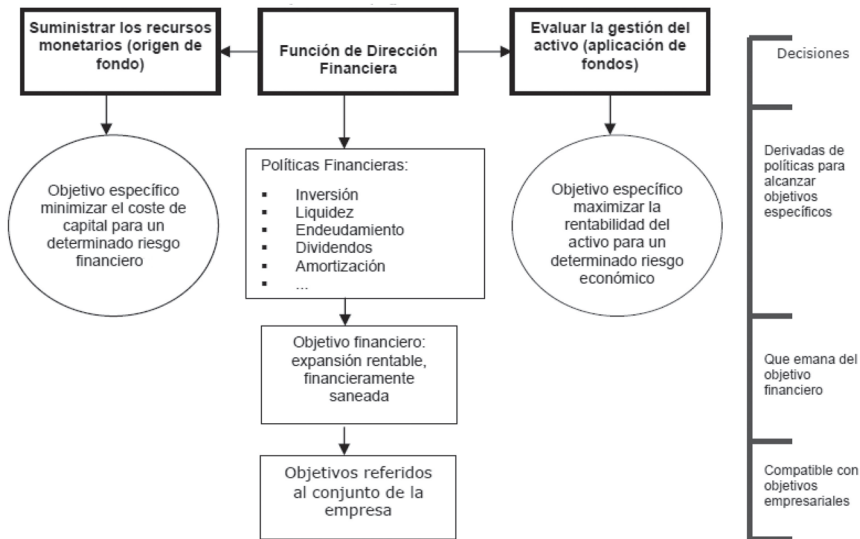 Suministrar los recursos
monetarios (origen de
fondo)
Función de Dirección
Financiera
Evaluar la gestión del
activo (aplicación de
fondos)
Decisiones
Objetivo específico
minimizar el coste de
capital para un
determinado riesgo
financiero
Políticas Financieras:
▪ Inversión
▪ Liquidez
▪ Endeudamiento
▪ Dividendos
▪ Amortización
▪ ...
Objetivo específico
maximizar la
rentabilidad del
activo para un
determinado riesgo
económico
Derivadas de
políticas para
alcanzar
objetivos
específicos
Objetivo financiero:
expansión rentable,
financieramente
saneada
Que emana del
objetivo
financiero
Objetivos referidos
al conjunto de la
empresa
Compatible con
objetivos
empresariales